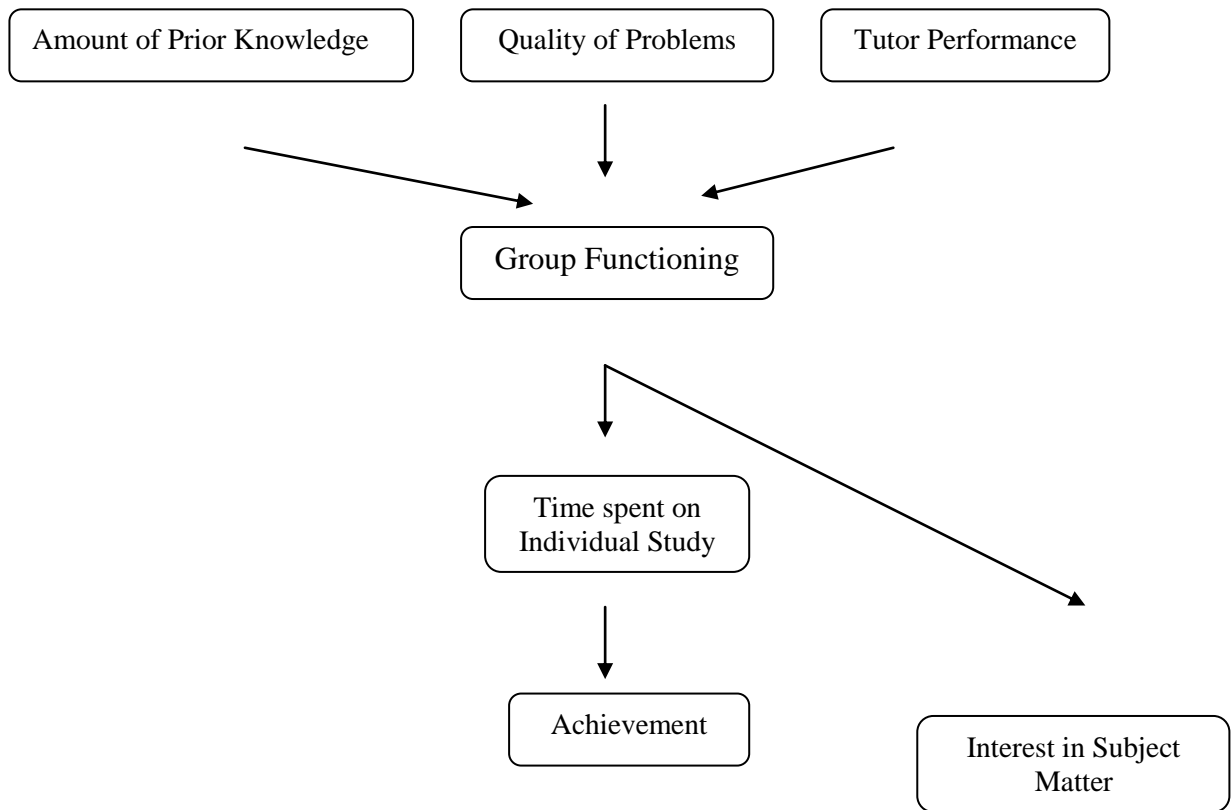 Amount of Prior Knowledge
Quality of Problems
Tutor Performance
Group Functioning
Time spent on
Individual Study
Achievement
Interest in Subject
Matter